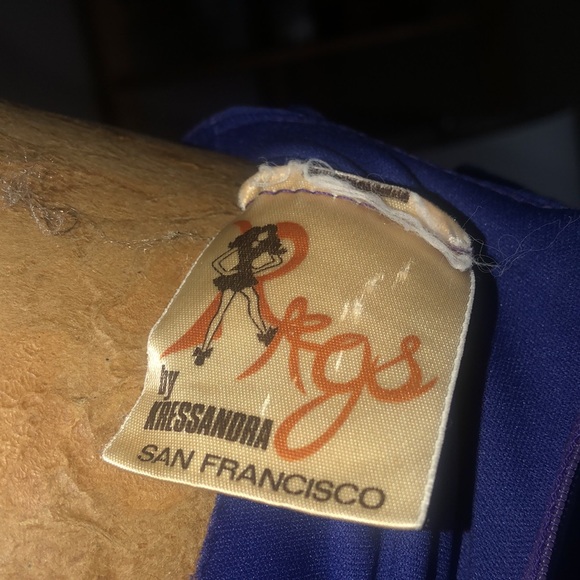 Rags
by
KRESSANDRA
SAN FRANCISCO